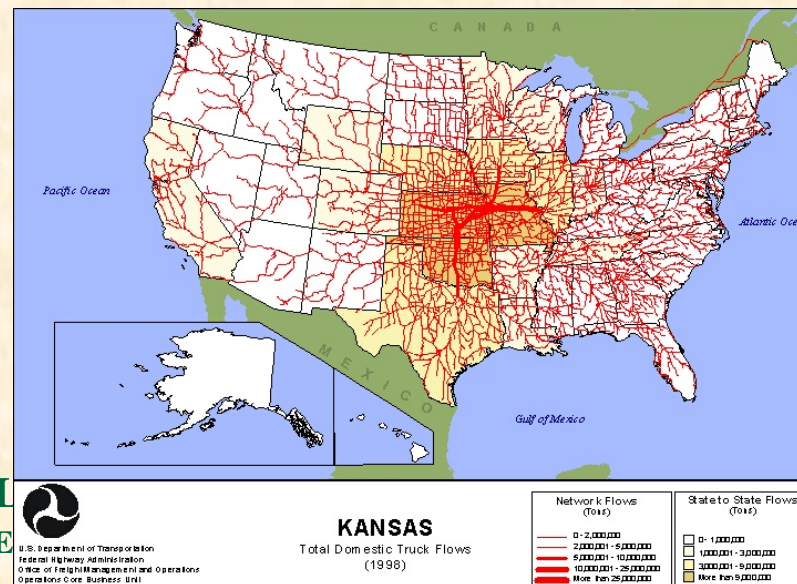 CANADA
Pacific Ocean
Atlantic Oce
MEXICO
Gulf of Mexico
L
E
U.S. Department of Transportation
Federal Highway Administration
Office of Freight Management and Operations
Operations Core Business Unit
KANSAS
Total Domestic Truck Flows
(1998)
Network Flows
(Tons)
0 - 2,000,000
2,000,001 - 5,000,000
5,000,001 - 10,000,000
10,000,001 - 25,000,000
More than 25,000,000
State to State Flows
(Tons)
0 - 1,000,000
1,000,001 - 3,000,000
3,000,001 - 9,000,000
More than 9,000,000